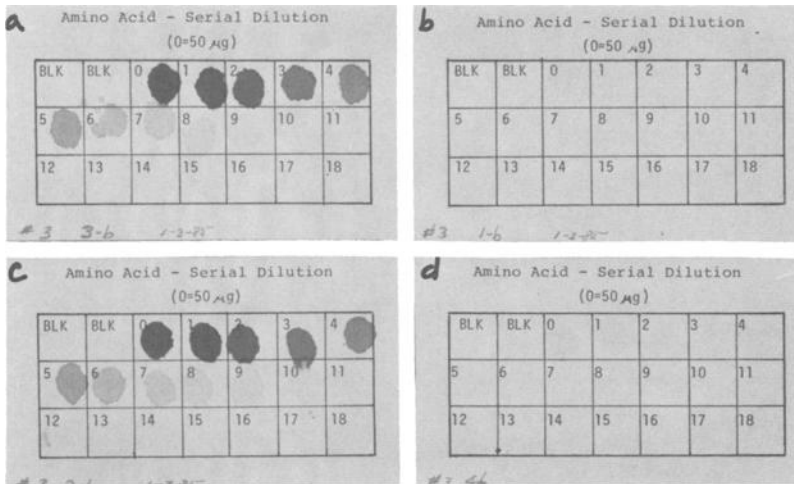 a
Amino Acid - Serial Dilution
(0=50 μg)
BLK BLK 0 1 2 3 4
5 6 7 8 9 10 11
12 13 14 15 16 17 18
#3 3-b 1-2-85
b
Amino Acid - Serial Dilution
(0=50 μg)
BLK BLK 0 1 2 3 4
5 6 7 8 9 10 11
12 13 14 15 16 17 18
#3 1-b 1-2-85
c
Amino Acid - Serial Dilution
(0=50 μg)
BLK BLK 0 1 2 3 4
5 6 7 8 9 10 11
12 13 14 15 16 17 18
d
Amino Acid - Serial Dilution
(0=50 μg)
BLK BLK 0 1 2 3 4
5 6 7 8 9 10 11
12 13 14 15 16 17 18